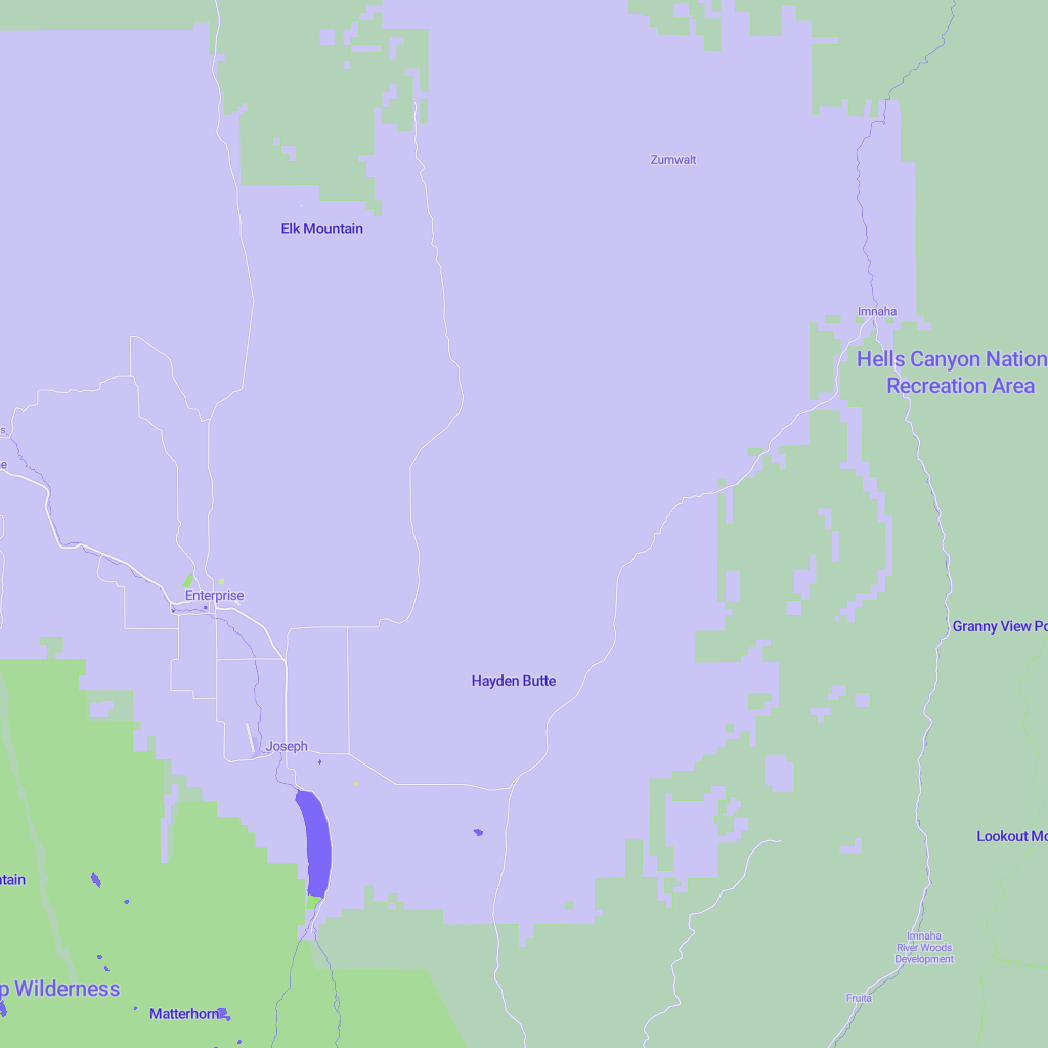 Zumwalt
Elk Mountain
Imnaha
Hells Canyon Nation
Recreation Area
s
e
Enterprise
Granny View Po
Hayden Butte
Joseph
Lookout Mo
ntain
Imnaha
River Woods
Development
p Wilderness
Fruita
Matterhorn